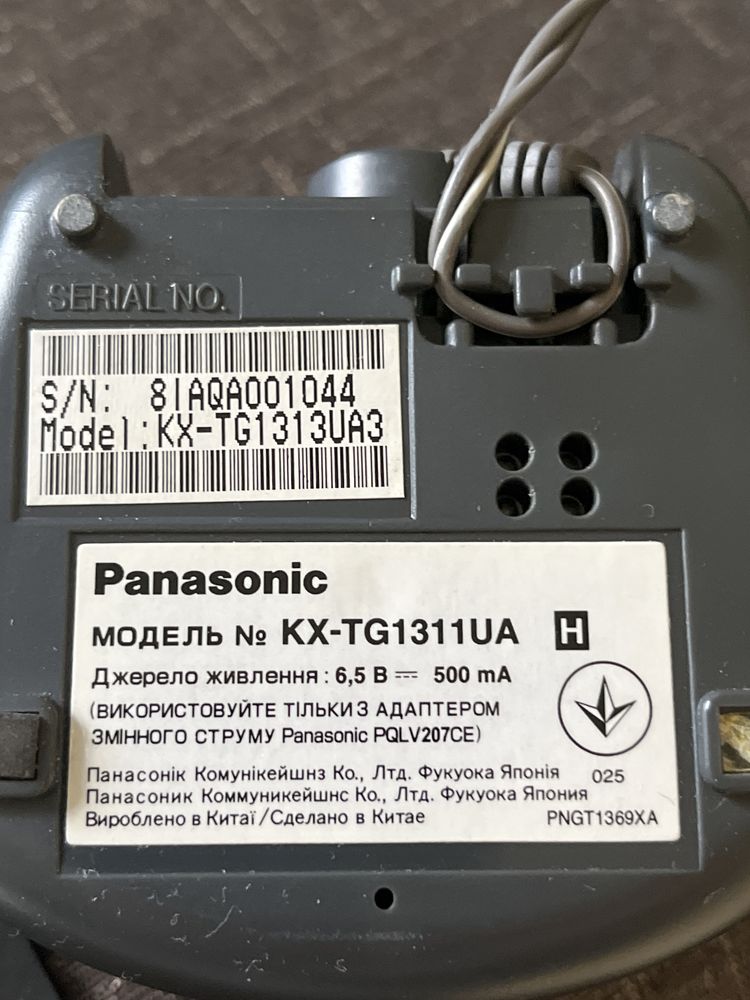 SERIAL NO.
S/N: 8IAQA001044
Model:KX-TG1313UA3
Panasonic
МОДЕЛЬ № KX-TG1311UA H
Джерело живлення : 6,5 В ⎓ 500 mA
(ВИКОРИСТОВУЙТЕ ТІЛЬКИ З АДАПТЕРОМ
ЗМІННОГО СТРУМУ Panasonic PQLV207CE)
Панасонік Комунікейшнз Ко., Лтд. Фукуока Японія 025
Панасоник Коммуникейшнс Ко., Лтд. Фукуока Япония
Вироблено в Китаї/Сделано в Китае PNGT1369XA